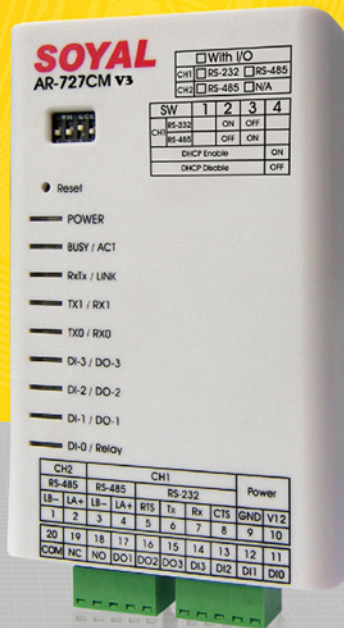 SOYAL
AR-727CM V3
With I/O
CH1 RS-232 RS-485
CH2 RS-485 N/A
SW 1 2 3 4
CH1 RS-232 ON OFF
RS-485 OFF ON
DHCP Enable ON
DHCP Disable OFF
Reset
POWER
BUSY / ACT
RxTx / LINK
TX1 / RX1
TX0 / RX0
DI-3 / DO-3
DI-2 / DO-2
DI-1 / DO-1
DI-0 / Relay
CH2 CH1
RS-485 RS-485 RS-232 Power
LB- LA+ LB- LA+ RTS Tx Rx CTS GND V12
1 2 3 4 5 6 7 8 9 10
20 19 18 17 16 15 14 13 12 11
COM NC NO DO1 DO2 DO3 DI3 DI2 DI1 DI0